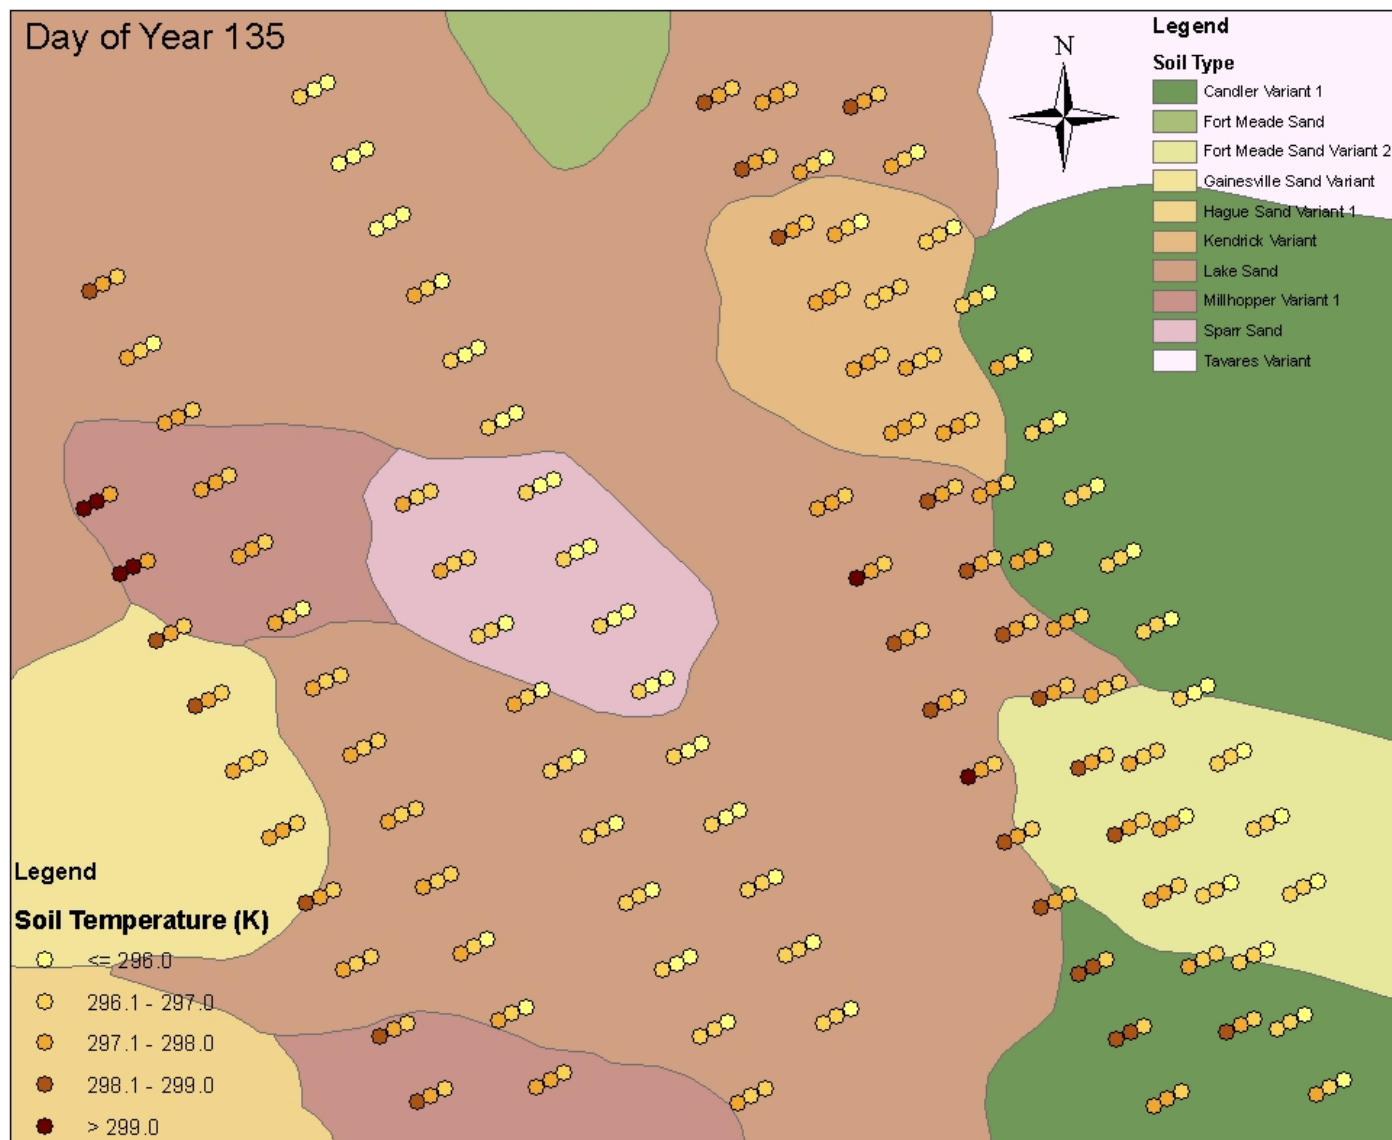 Day of Year 135
N
Legend
Soil Type
Candler Variant 1
Fort Meade Sand
Fort Meade Sand Variant 2
Gainesville Sand Variant
Hague Sand Variant 1
Kendrick Variant
Lake Sand
Millhopper Variant 1
Sparr Sand
Tavares Variant
Legend
Soil Temperature (K)
<= 296.0
296.1 - 297.0
297.1 - 298.0
298.1 - 299.0
> 299.0